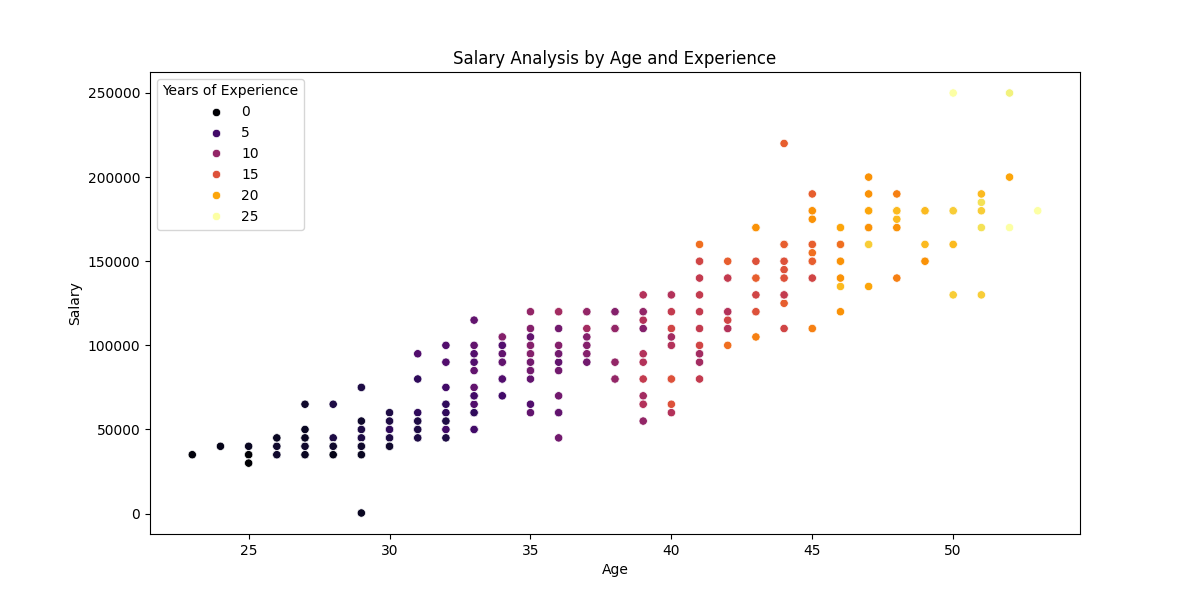 Salary Analysis by Age and Experience
Years of Experience
0
5
10
15
20
25
250000
200000
150000
100000
50000
0
Salary
25 30 35 40 45 50
Age